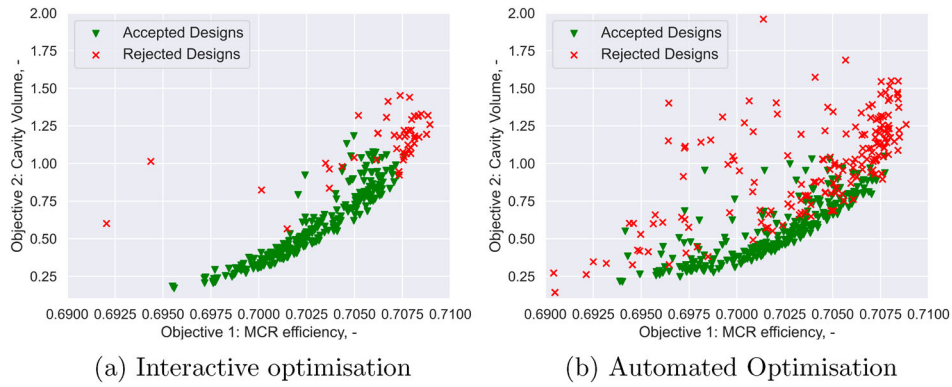 2.00
1.75
1.50
1.25
1.00
0.75
0.50
0.25
Objective 2: Cavity Volume, -
Accepted Designs
Rejected Designs
0.6900 0.6925 0.6950 0.6975 0.7000 0.7025 0.7050 0.7075 0.7100
Objective 1: MCR efficiency, -
(a) Interactive optimisation
2.00
1.75
1.50
1.25
1.00
0.75
0.50
0.25
Objective 2: Cavity Volume, -
Accepted Designs
Rejected Designs
0.6900 0.6925 0.6950 0.6975 0.7000 0.7025 0.7050 0.7075 0.7100
Objective 1: MCR efficiency, -
(b) Automated Optimisation